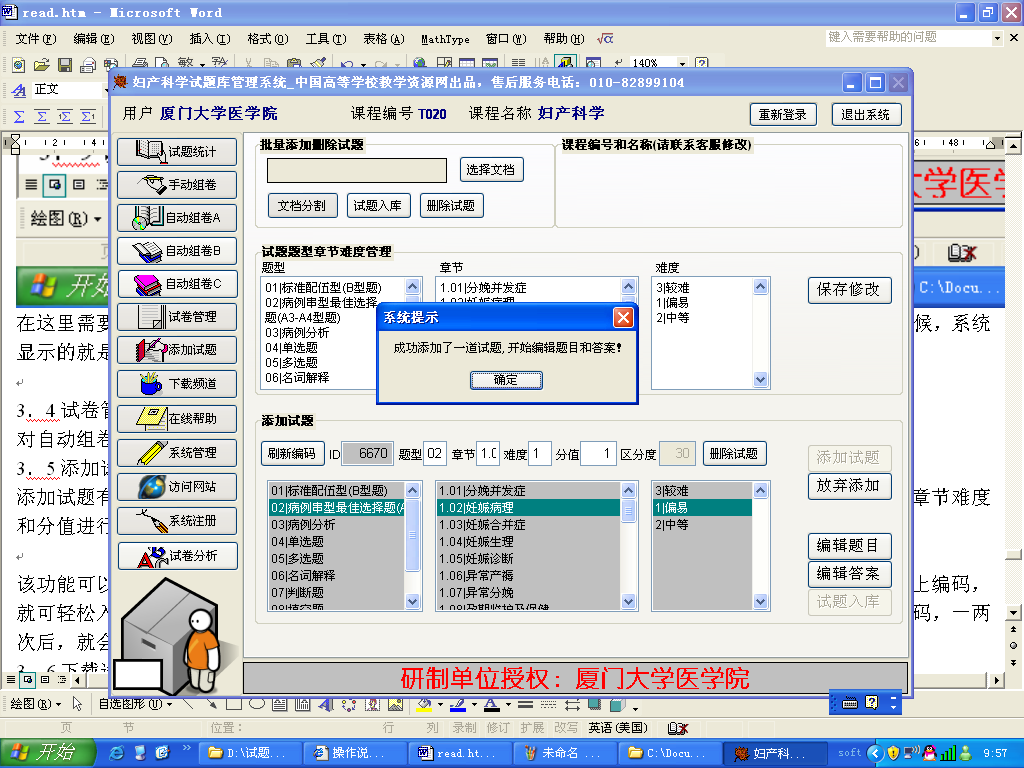 read.htm - Microsoft Word
文件(F) 编辑(E) 视图(V) 插入(I) 格式(O) 工具(T) 表格(A) MathType 窗口(W) 帮助(H) √α 键入需要帮助的问题
140%
正文
妇产科学试题库管理系统_中国高等学校教学资源网出品，售后服务电话：010-82899104
用户 厦门大学医学院 课程编号 T020 课程名称 妇产科学 重新登录 退出系统
试题统计
手动组卷
自动组卷A
自动组卷B
自动组卷C
试卷管理
添加试题
下载频道
在线帮助
系统管理
访问网站
系统注册
试卷分析
批量添加删除试题
选择文档
文档分割 试题入库 删除试题
课程编号和名称(请联系客服修改)
试题题型章节难度管理
题型 章节 难度
01|标准配伍型(B型题)
02|病例串型最佳选择
题(A3-A4型题)
03|病例分析
04|单选题
05|多选题
06|名词解释
1.01|分娩并发症
3|较难
1|偏易
2|中等
保存修改
系统提示
成功添加了一道试题, 开始编辑题目和答案!
确定
添加试题
刷新编码 ID 6670 题型 02 章节 1.0 难度 1 分值 1 区分度 30 删除试题
01|标准配伍型(B型题)
02|病例串型最佳选择题(A
03|病例分析
04|单选题
05|多选题
06|名词解释
07|判断题
08|填空题
1.01|分娩并发症
1.02|妊娠病理
1.03|妊娠合并症
1.04|妊娠生理
1.05|妊娠诊断
1.06|异常产褥
1.07|异常分娩
1.08|孕期监护及保健
3|较难
1|偏易
2|中等
添加试题
放弃添加
编辑题目
编辑答案
试题入库
研制单位授权：厦门大学医学院
大学医学
绘图(R)
开始
C:\Docu...
在这里需要
候，系统
显示的就是
3．4 试卷管
对自动组卷
3．5 添加试
添加试题有
章节难度
和分值进行
该功能可以
上编码，
就可轻松入
码，一两
次后，就会
3．6 下载
绘图(R) 自选图形(U)
页 节 位置： 行 列 录制 修订 扩展 改写 英语(美国)
开始 D:\试题... 操作说... read.ht... 未命名 ... C:\Docu... 妇产科... soft 9:57